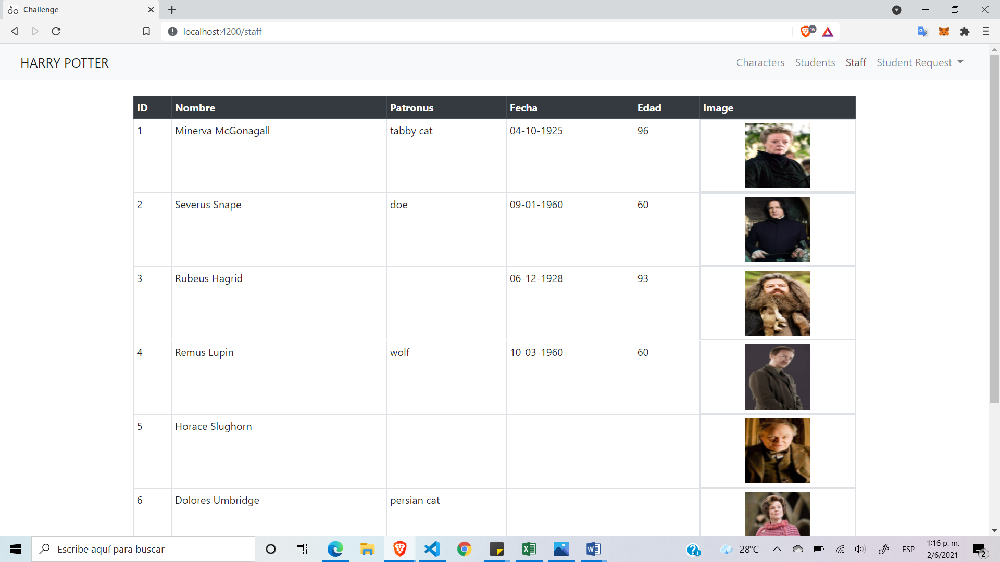 Challenge
localhost:4200/staff
16
HARRY POTTER
Characters Students Staff Student Request
ID Nombre Patronus Fecha Edad Image
1 Minerva McGonagall tabby cat 04-10-1925 96
2 Severus Snape doe 09-01-1960 60
3 Rubeus Hagrid 06-12-1928 93
4 Remus Lupin wolf 10-03-1960 60
5 Horace Slughorn
6 Dolores Umbridge persian cat
Escribe aquí para buscar
28°C
ESP
1:16 p. m.
2/6/2021
2